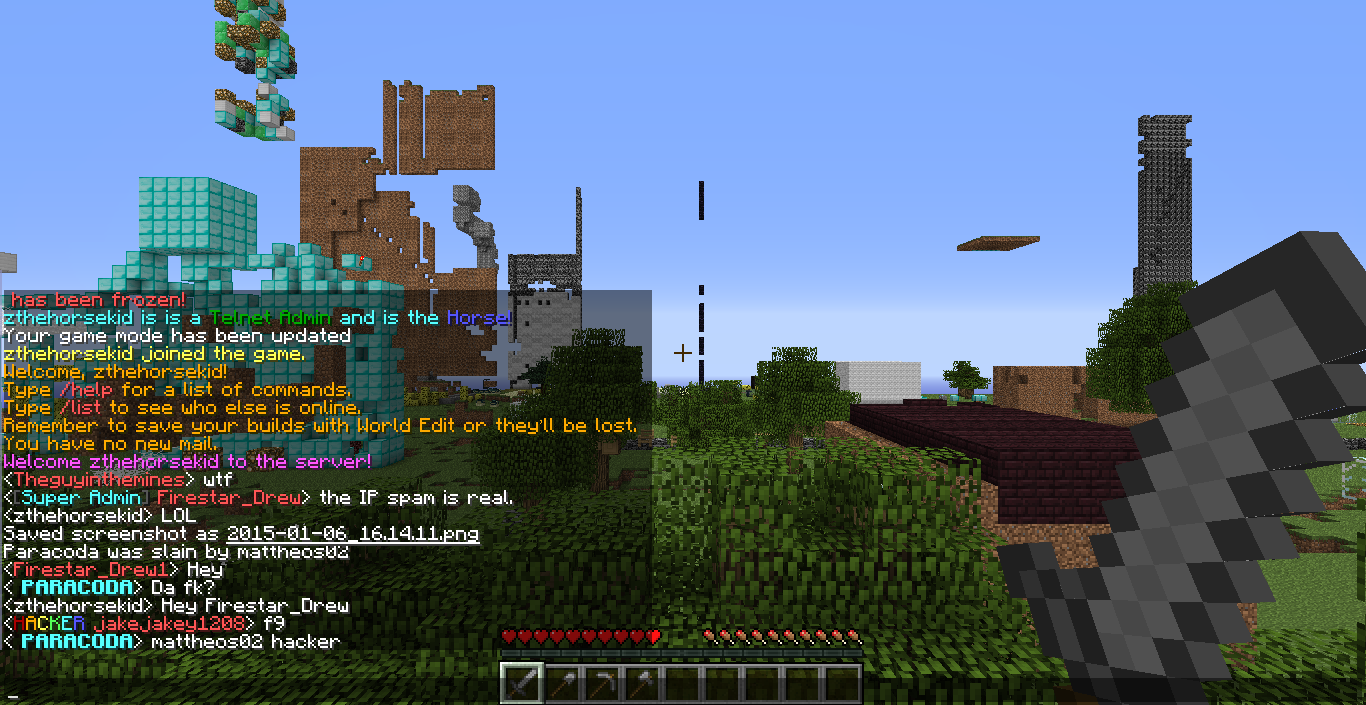 has been frozen!
zthehorsekid is is a Telnet Admin and is the Horse!
Your game mode has been updated
zthehorsekid joined the game.
Welcome, zthehorsekid!
Type /help for a list of commands.
Type /list to see who else is online.
Remember to save your builds with World Edit or they'll be lost.
You have no new mail.
Welcome zthehorsekid to the server!
<Theguyinthemines> wtf
<[Super Admin] Firestar_Drew> the IP spam is real.
<zthehorsekid> LOL
Saved screenshot as 2015-01-06_16.14.11.png
Paracoda was slain by mattheos02
<Firestar_Drew1> Hey
< PARACODA> Da fk?
<zthehorsekid> Hey Firestar_Drew
<HACKER jakejakey1208> f9
< PARACODA> mattheos02 hacker
_